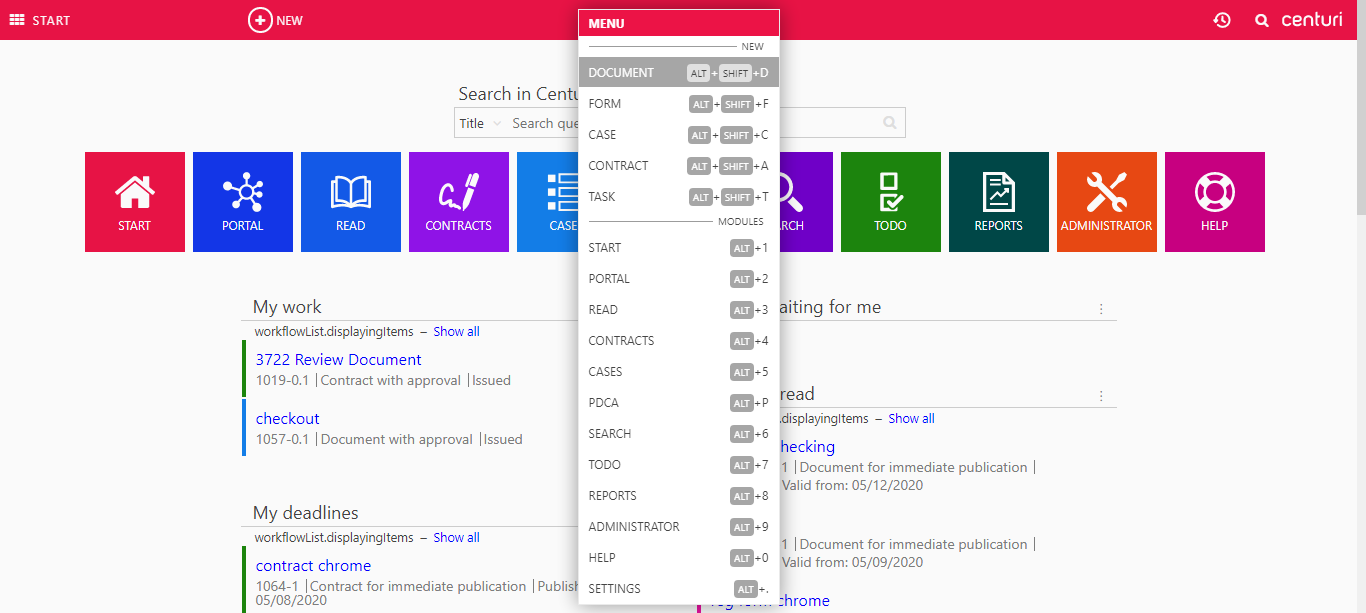 START
NEW
centuri
MENU
NEW
DOCUMENT ALT + SHIFT +D
FORM ALT + SHIFT +F
CASE ALT + SHIFT +C
CONTRACT ALT + SHIFT +A
TASK ALT + SHIFT +T
MODULES
START ALT +1
PORTAL ALT +2
READ ALT +3
CONTRACTS ALT +4
CASES ALT +5
PDCA ALT +P
SEARCH ALT +6
TODO ALT +7
REPORTS ALT +8
ADMINISTRATOR ALT +9
HELP ALT +0
SETTINGS ALT +.
Search in Centu
Title Search que
START
PORTAL
READ
CONTRACTS
CASE
RCH
TODO
REPORTS
ADMINISTRATOR
HELP
My work
workflowList.displayingItems – Show all
3722 Review Document
1019-0.1 |Contract with approval |Issued
checkout
1057-0.1 |Document with approval |Issued
My deadlines
workflowList.displayingItems – Show all
contract chrome
1064-1 |Contract for immediate publication |Publish
05/08/2020
aiting for me
read
.displayingItems – Show all
hecking
1 |Document for immediate publication |
Valid from: 05/12/2020
1 |Document for immediate publication |
Valid from: 05/09/2020
chrome